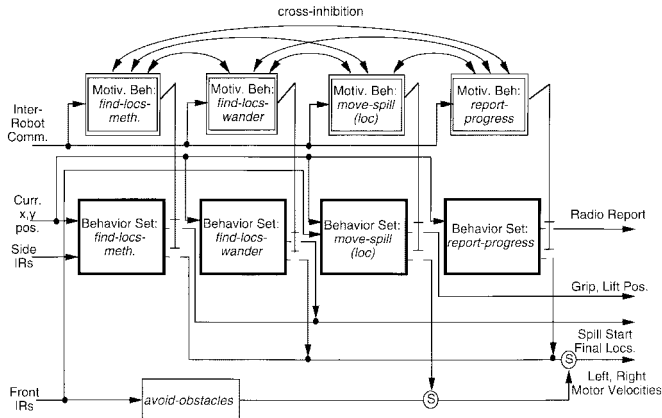 cross-inhibition
Motiv. Beh:
find-locs-
meth.
Motiv. Beh:
find-locs-
wander
Motiv. Beh:
move-spill
(loc)
Motiv. Beh:
report-
progress
Inter-
Robot
Comm.
Curr.
x,y
pos.
Side
IRs
Behavior Set:
find-locs-
meth.
Behavior Set:
find-locs-
wander
Behavior Set:
move-spill
(loc)
Behavior Set:
report-progress
Radio Report
Grip, Lift Pos.
Spill Start
Final Locs.
S
Left, Right
Motor Velocities
Front
IRs
avoid-obstacles
S